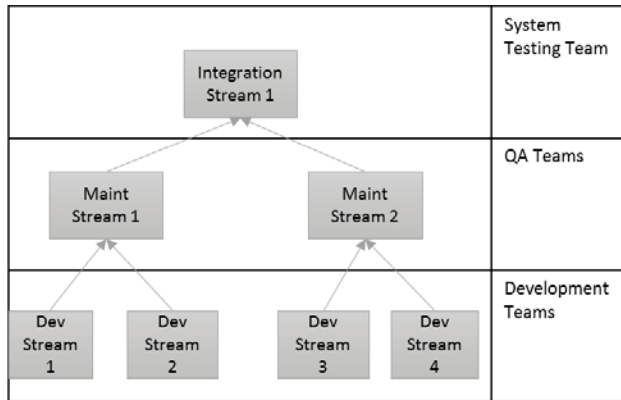 System
Testing Team
Integration
Stream 1
QA Teams
Maint
Stream 1
Maint
Stream 2
Development
Teams
Dev
Stream
1
Dev
Stream
2
Dev
Stream
3
Dev
Stream
4